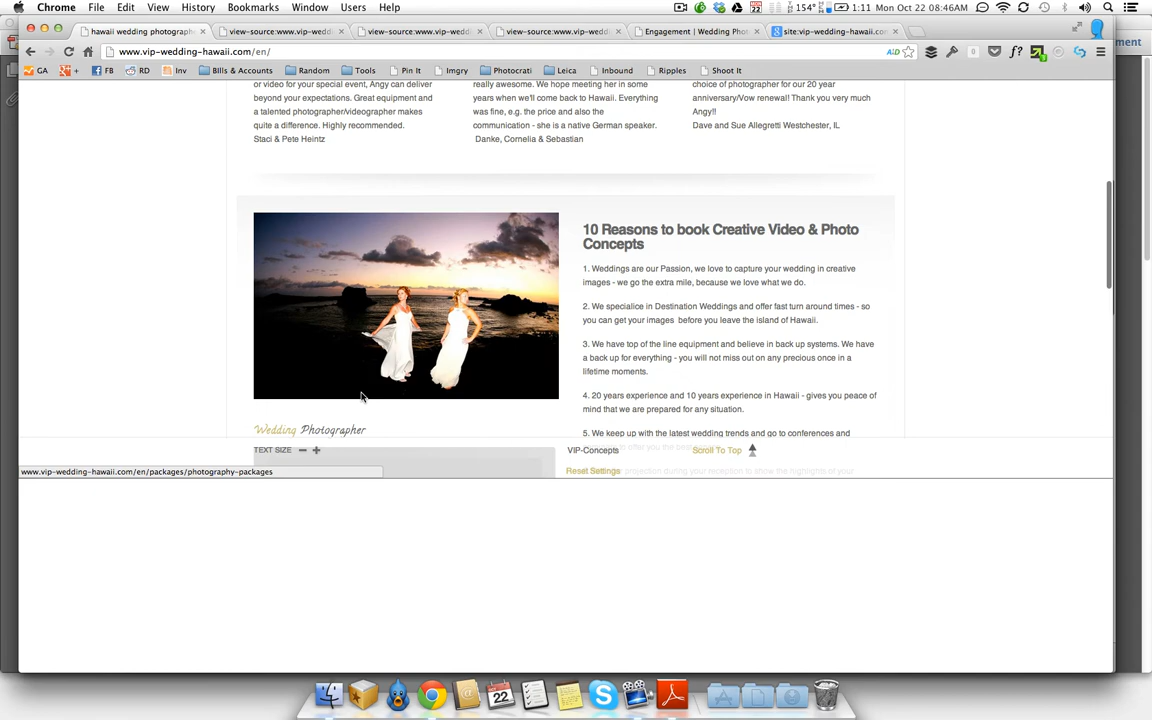 Chrome File Edit View History Bookmarks Window Users Help 154° 1:11 Mon Oct 22 08:46AM
hawaii wedding photograph view-source:www.vip-wedd view-source:www.vip-wedd view-source:www.vip-wedd Engagement | Wedding Phot site:vip-wedding-hawaii.com
www.vip-wedding-hawaii.com/en/
GA + FB RD Inv Bills & Accounts Random Tools Pin It Imgry Photocrati Leica Inbound Ripples Shoot It
ment
or video for your special event, Angy can deliver
beyond your expectations. Great equipment and
a talented photographer/videographer makes
quite a difference. Highly recommended.
Staci & Pete Heintz
really awesome. We hope meeting her in some
years when we'll come back to Hawaii. Everything
was fine, e.g. the price and also the
communication - she is a native German speaker.
Danke, Cornelia & Sebastian
choice of photographer for our 20 year
anniversary/Vow renewal! Thank you very much
Angy!!
Dave and Sue Allegretti Westchester, IL
10 Reasons to book Creative Video & Photo
Concepts
1. Weddings are our Passion, we love to capture your wedding in creative
images - we go the extra mile, because we love what we do.
2. We specialice in Destination Weddings and offer fast turn around times - so
you can get your images before you leave the island of Hawaii.
3. We have top of the line equipment and believe in back up systems. We have
a back up for everything - you will not miss out on any precious once in a
lifetime moments.
4. 20 years experience and 10 years experience in Hawaii - gives you peace of
mind that we are prepared for any situation.
5. We keep up with the latest wedding trends and go to conferences and
Wedding Photographer
TEXT SIZE
VIP-Concepts
Scroll To Top
Reset Settings
projection during your reception to show the highlights of your
www.vip-wedding-hawaii.com/en/packages/photography-packages
22